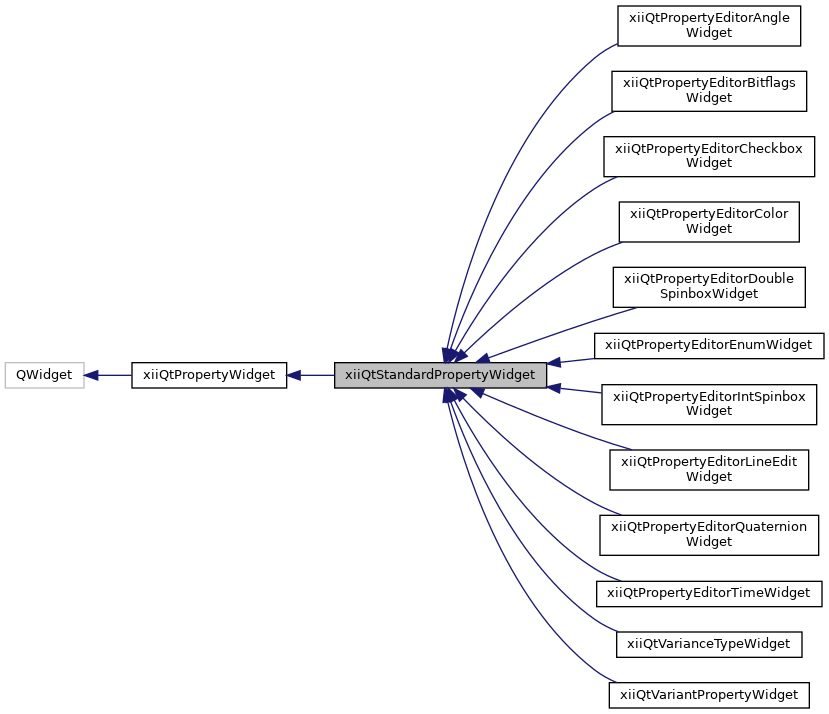 xiiQtPropertyEditorAngle
Widget
xiiQtPropertyEditorBitflags
Widget
xiiQtPropertyEditorCheckbox
Widget
xiiQtPropertyEditorColor
Widget
xiiQtPropertyEditorDouble
SpinboxWidget
xiiQtPropertyEditorEnumWidget
QWidget
xiiQtPropertyWidget
xiiQtStandardPropertyWidget
xiiQtPropertyEditorIntSpinbox
Widget
xiiQtPropertyEditorLineEdit
Widget
xiiQtPropertyEditorQuaternion
Widget
xiiQtPropertyEditorTimeWidget
xiiQtVarianceTypeWidget
xiiQtVariantPropertyWidget